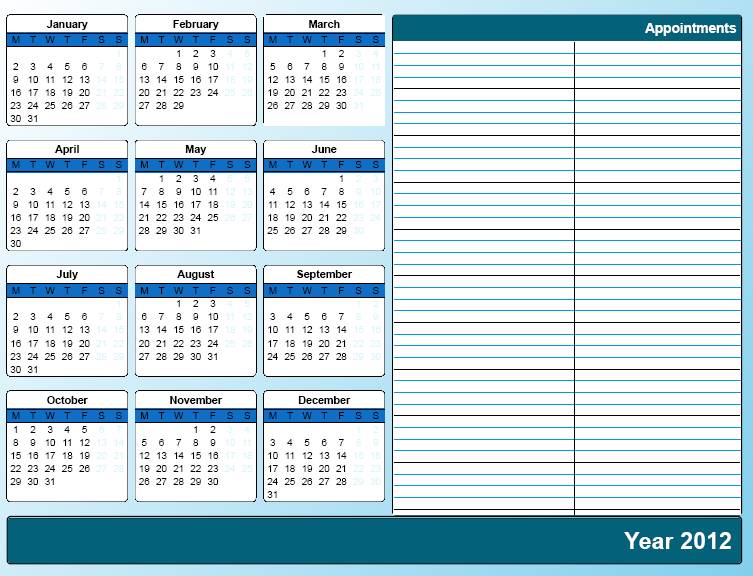 January
M T W T F S S
1
2 3 4 5 6 7 8
9 10 11 12 13 14 15
16 17 18 19 20 21 22
23 24 25 26 27 28 29
30 31
February
M T W T F S S
1 2 3 4 5
6 7 8 9 10 11 12
13 14 15 16 17 18 19
20 21 22 23 24 25 26
27 28 29
March
M T W T F S S
1 2 3 4
5 6 7 8 9 10 11
12 13 14 15 16 17 18
19 20 21 22 23 24 25
26 27 28 29 30 31
April
M T W T F S S
1
2 3 4 5 6 7 8
9 10 11 12 13 14 15
16 17 18 19 20 21 22
23 24 25 26 27 28 29
30
May
M T W T F S S
1 2 3 4 5 6
7 8 9 10 11 12 13
14 15 16 17 18 19 20
21 22 23 24 25 26 27
28 29 30 31
June
M T W T F S S
1 2 3
4 5 6 7 8 9 10
11 12 13 14 15 16 17
18 19 20 21 22 23 24
25 26 27 28 29 30
July
M T W T F S S
1
2 3 4 5 6 7 8
9 10 11 12 13 14 15
16 17 18 19 20 21 22
23 24 25 26 27 28 29
30 31
August
M T W T F S S
1 2 3 4 5
6 7 8 9 10 11 12
13 14 15 16 17 18 19
20 21 22 23 24 25 26
27 28 29 30 31
September
M T W T F S S
1 2
3 4 5 6 7 8 9
10 11 12 13 14 15 16
17 18 19 20 21 22 23
24 25 26 27 28 29 30
October
M T W T F S S
1 2 3 4 5 6 7
8 9 10 11 12 13 14
15 16 17 18 19 20 21
22 23 24 25 26 27 28
29 30 31
November
M T W T F S S
1 2 3 4
5 6 7 8 9 10 11
12 13 14 15 16 17 18
19 20 21 22 23 24 25
26 27 28 29 30
December
M T W T F S S
1 2
3 4 5 6 7 8 9
10 11 12 13 14 15 16
17 18 19 20 21 22 23
24 25 26 27 28 29 30
31
Appointments
Year 2012